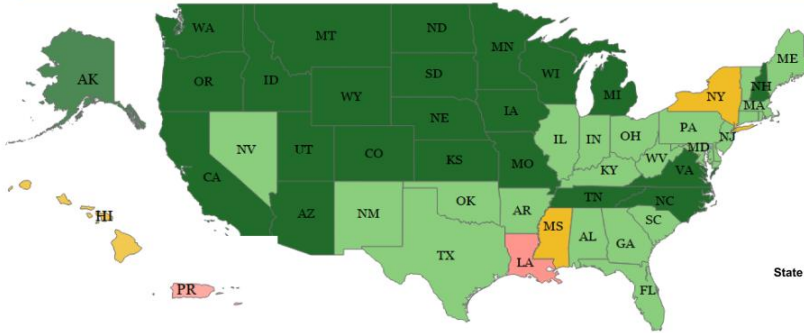 WA
MT
ND
MN
ME
AK
OR
ID
SD
WI
MI
NY
NH
MA
WY
IA
NE
NV
UT
CO
KS
MO
IL
IN
OH
PA
NJ
MD
WV
VA
KY
CA
AZ
NM
OK
AR
TN
NC
SC
HI
TX
MS
AL
GA
LA
FL
PR
State